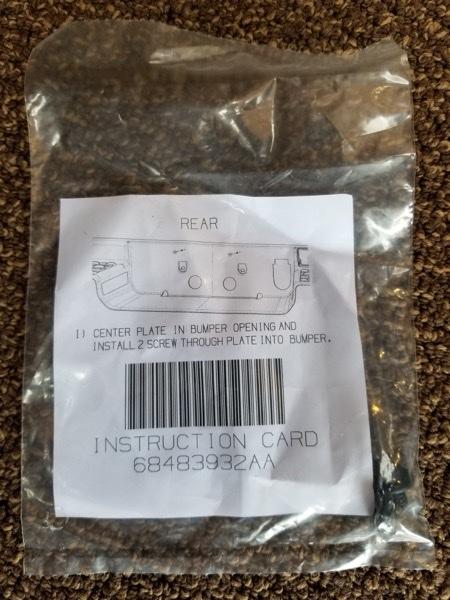 REAR
1) CENTER PLATE IN BUMPER OPENING AND
INSTALL 2 SCREW THROUGH PLATE INTO BUMPER.
INSTRUCTION CARD
68483932AA